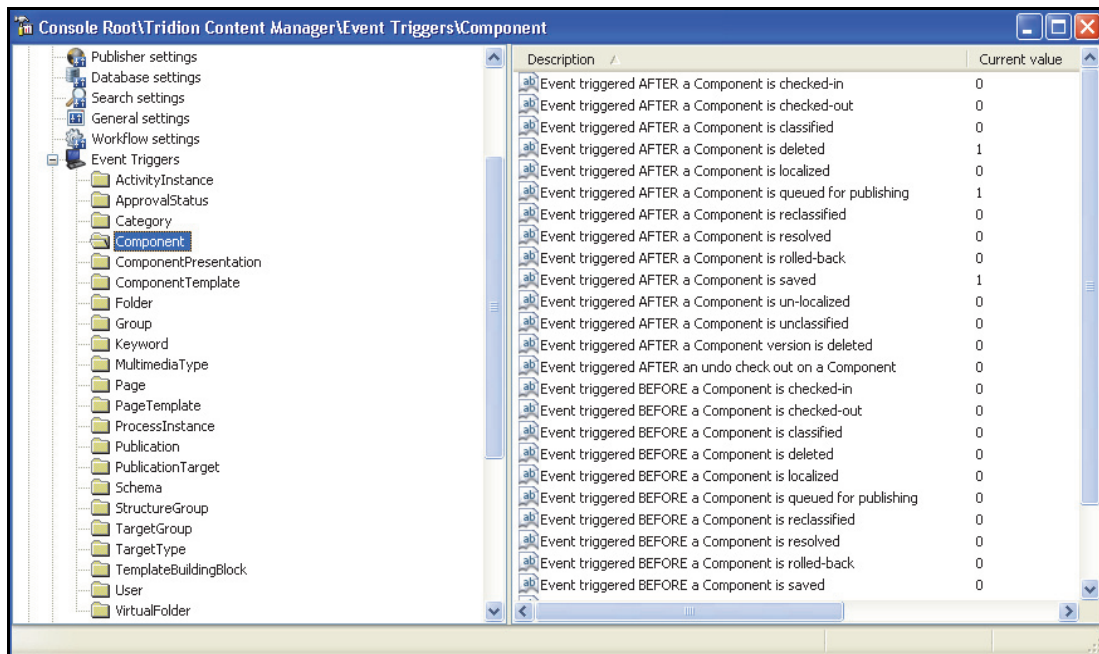 Console Root\Tridion Content Manager\Event Triggers\Component
Publisher settings
Database settings
Search settings
General settings
Workflow settings
Event Triggers
ActivityInstance
ApprovalStatus
Category
Component
ComponentPresentation
ComponentTemplate
Folder
Group
Keyword
MultimediaType
Page
PageTemplate
ProcessInstance
Publication
PublicationTarget
Schema
StructureGroup
TargetGroup
TargetType
TemplateBuildingBlock
User
VirtualFolder
Description Current value
Event triggered AFTER a Component is checked-in 0
Event triggered AFTER a Component is checked-out 0
Event triggered AFTER a Component is classified 0
Event triggered AFTER a Component is deleted 1
Event triggered AFTER a Component is localized 0
Event triggered AFTER a Component is queued for publishing 1
Event triggered AFTER a Component is reclassified 0
Event triggered AFTER a Component is resolved 0
Event triggered AFTER a Component is rolled-back 0
Event triggered AFTER a Component is saved 1
Event triggered AFTER a Component is un-localized 0
Event triggered AFTER a Component is unclassified 0
Event triggered AFTER a Component version is deleted 0
Event triggered AFTER an undo check out on a Component 0
Event triggered BEFORE a Component is checked-in 0
Event triggered BEFORE a Component is checked-out 0
Event triggered BEFORE a Component is classified 0
Event triggered BEFORE a Component is deleted 0
Event triggered BEFORE a Component is localized 0
Event triggered BEFORE a Component is queued for publishing 0
Event triggered BEFORE a Component is reclassified 0
Event triggered BEFORE a Component is resolved 0
Event triggered BEFORE a Component is rolled-back 0
Event triggered BEFORE a Component is saved 0